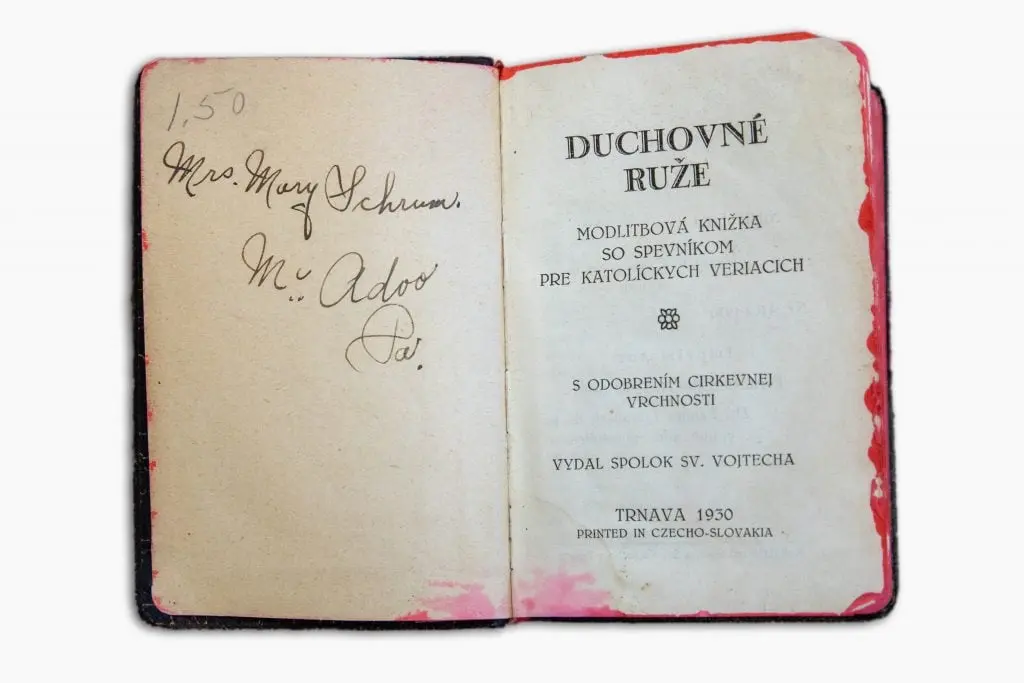 1.50
Mrs. Mary Schrum.
Mc Adoo
Pa.
DUCHOVNÉ
RUŽE
MODLITBOVÁ KNIŽKA
SO SPEVNÍKOM
PRE KATOLÍCKYCH VERIACICH
S ODOBRENÍM CIRKEVNEJ
VRCHNOSTI
VYDAL SPOLOK SV. VOJTECHA
TRNAVA 1930
PRINTED IN CZECHO-SLOVAKIA